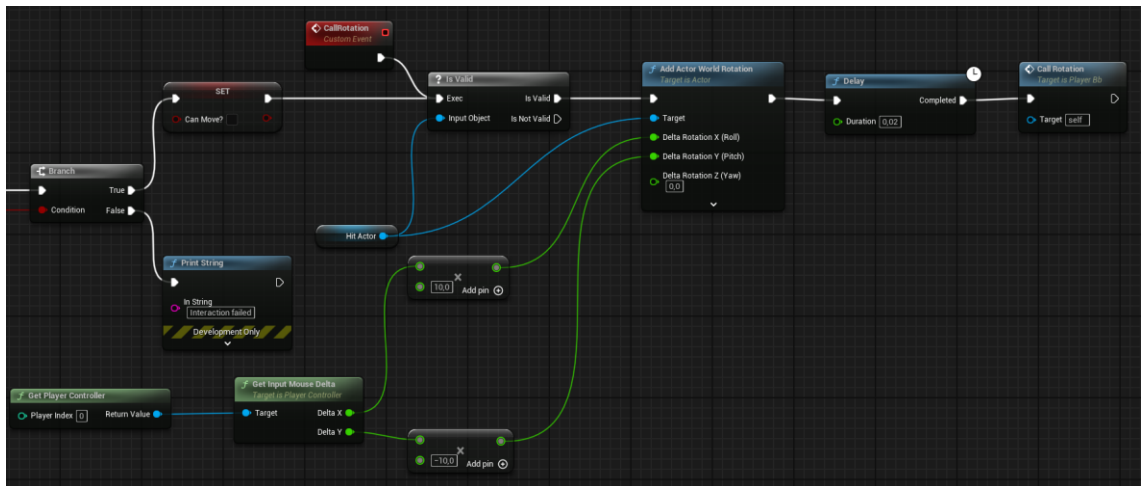 CallRotation
Custom Event
SET
Can Move?
? Is Valid
Exec
Is Valid
Input Object
Is Not Valid
f Add Actor World Rotation
Target is Actor
Target
Delta Rotation X (Roll)
Delta Rotation Y (Pitch)
Delta Rotation Z (Yaw)
0,0
f Delay
Completed
Duration 0,02
Call Rotation
Target is Player Bb
Target self
Branch
True
Condition
False
Hit Actor
f Print String
In String
Interaction failed
Development Only
×
10,0
Add pin
f Get Player Controller
Player Index 0
Return Value
f Get Input Mouse Delta
Target is Player Controller
Target
Delta X
Delta Y
×
-10,0
Add pin